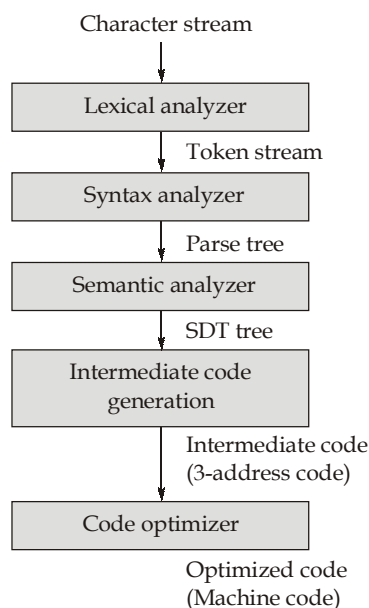 Character stream
Lexical analyzer
Token stream
Syntax analyzer
Parse tree
Semantic analyzer
SDT tree
Intermediate code
generation
Intermediate code
(3-address code)
Code optimizer
Optimized code
(Machine code)